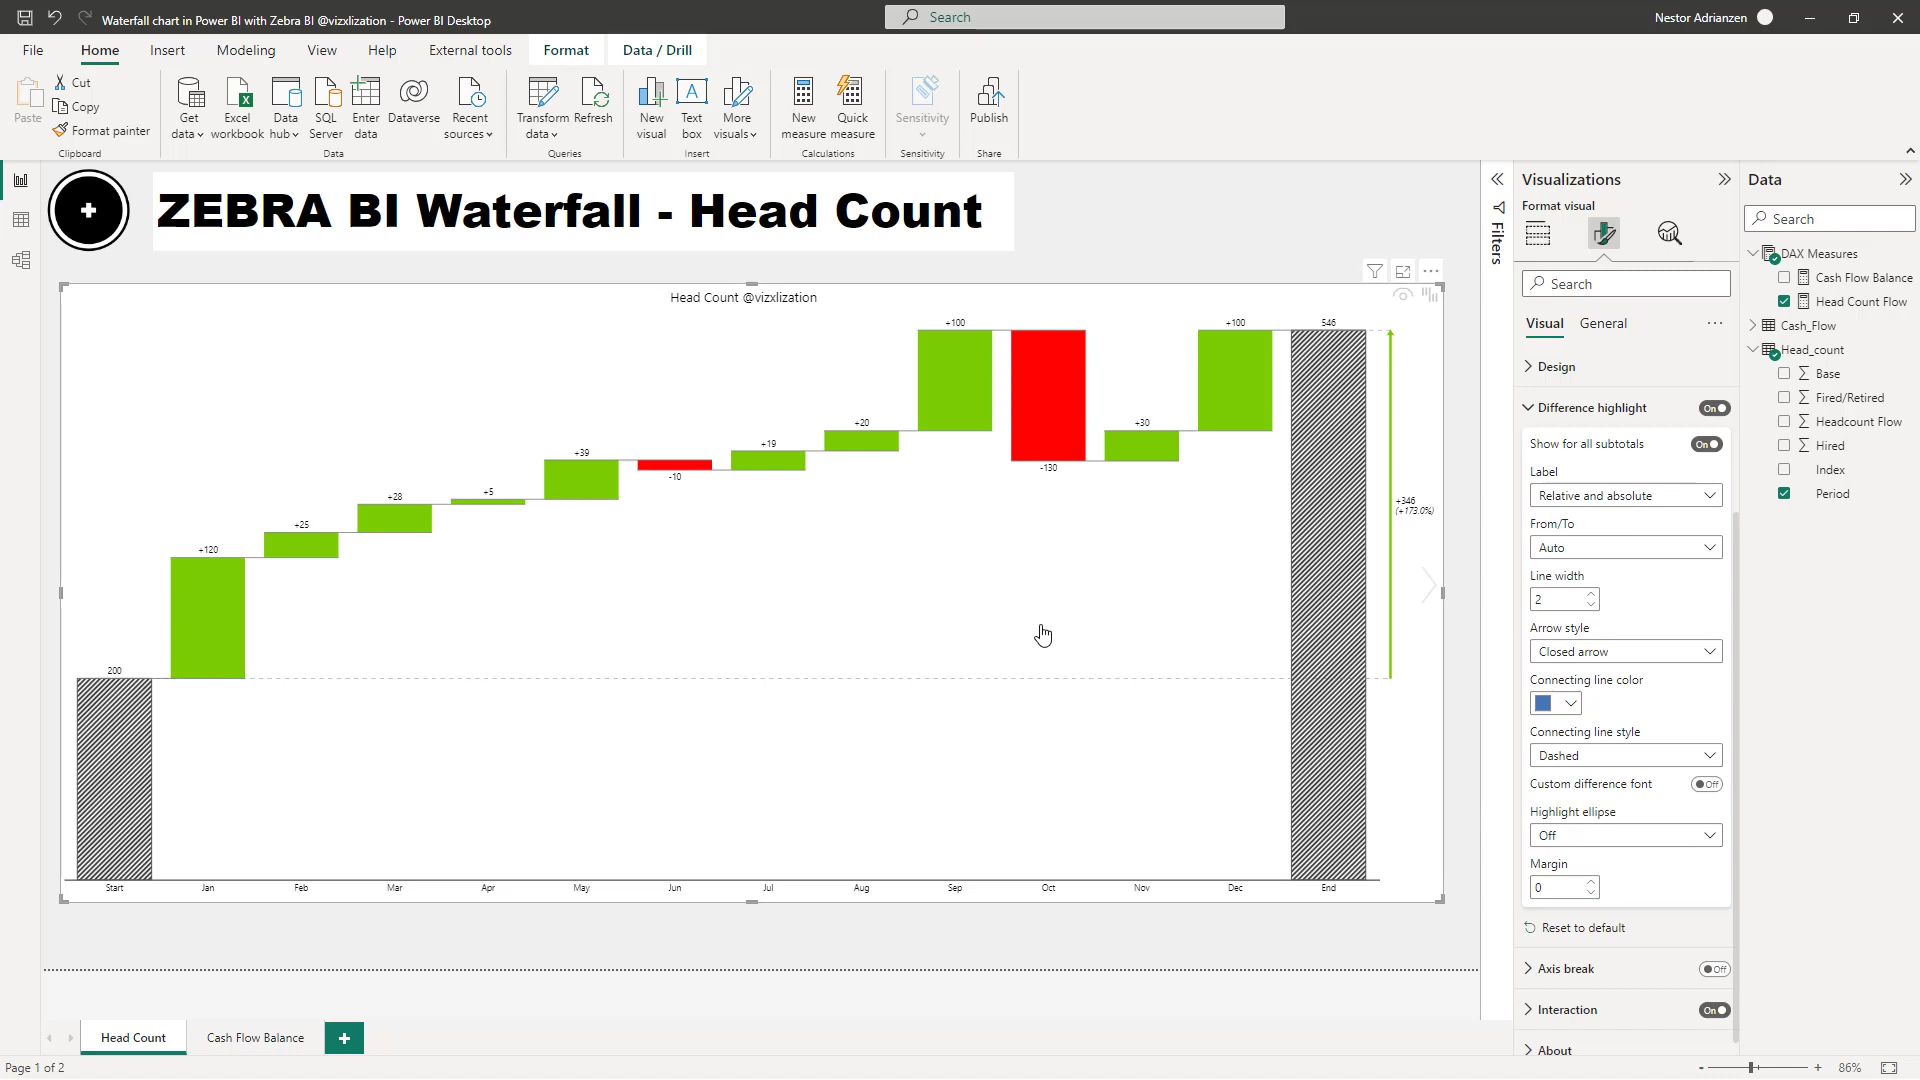 Waterfall chart in Power BI with Zebra BI @vizxlization - Power BI Desktop
Search
Nestor Adrianzen
File Home Insert Modeling View Help External tools Format Data / Drill
Paste
Cut
Copy
Format painter
Clipboard
Get data
Excel workbook
Data hub
SQL Server
Enter data
Dataverse
Recent sources
Data
Transform data
Refresh
Queries
New visual
Text box
More visuals
Insert
New measure
Quick measure
Calculations
Sensitivity
Sensitivity
Publish
Share
ZEBRA BI Waterfall - Head Count
Head Count @vizxlization
+100 +100 546
+20 +30
+39 +19
-130
-10
+28 +5
+346
(+173.0%)
+25
+120
200
Start Jan Feb Mar Apr May Jun Jul Aug Sep Oct Nov Dec End
Filters
Visualizations
Format visual
Search
Visual General
Design
Difference highlight On
Show for all subtotals On
Label
Relative and absolute
From/To
Auto
Line width
2
Arrow style
Closed arrow
Connecting line color
Connecting line style
Dashed
Custom difference font Off
Highlight ellipse
Off
Margin
0
Reset to default
Axis break Off
Interaction On
About
Data
Search
DAX Measures
Cash Flow Balance
Head Count Flow
Cash_Flow
Head_count
Base
Fired/Retired
Headcount Flow
Hired
Index
Period
Head Count Cash Flow Balance
Page 1 of 2
86%